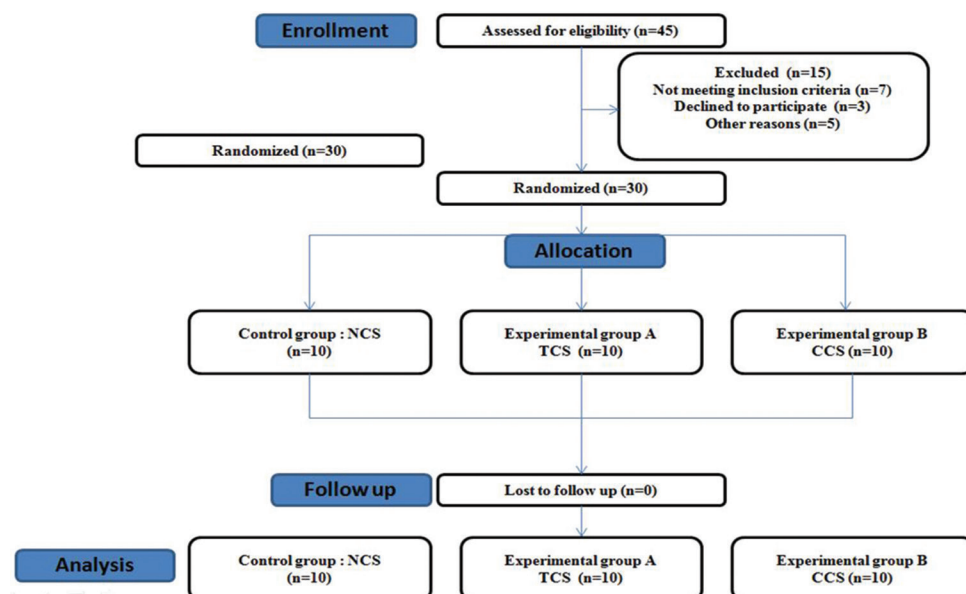 Enrollment
Assessed for eligibility (n=45)
Excluded (n=15)
Not meeting inclusion criteria (n=7)
Declined to participate (n=3)
Other reasons (n=5)
Randomized (n=30)
Randomized (n=30)
Allocation
Control group : NCS
(n=10)
Experimental group A
TCS (n=10)
Experimental group B
CCS (n=10)
Follow up
Lost to follow up (n=0)
Analysis
Control group : NCS
(n=10)
Experimental group A
TCS (n=10)
Experimental group B
CCS (n=10)